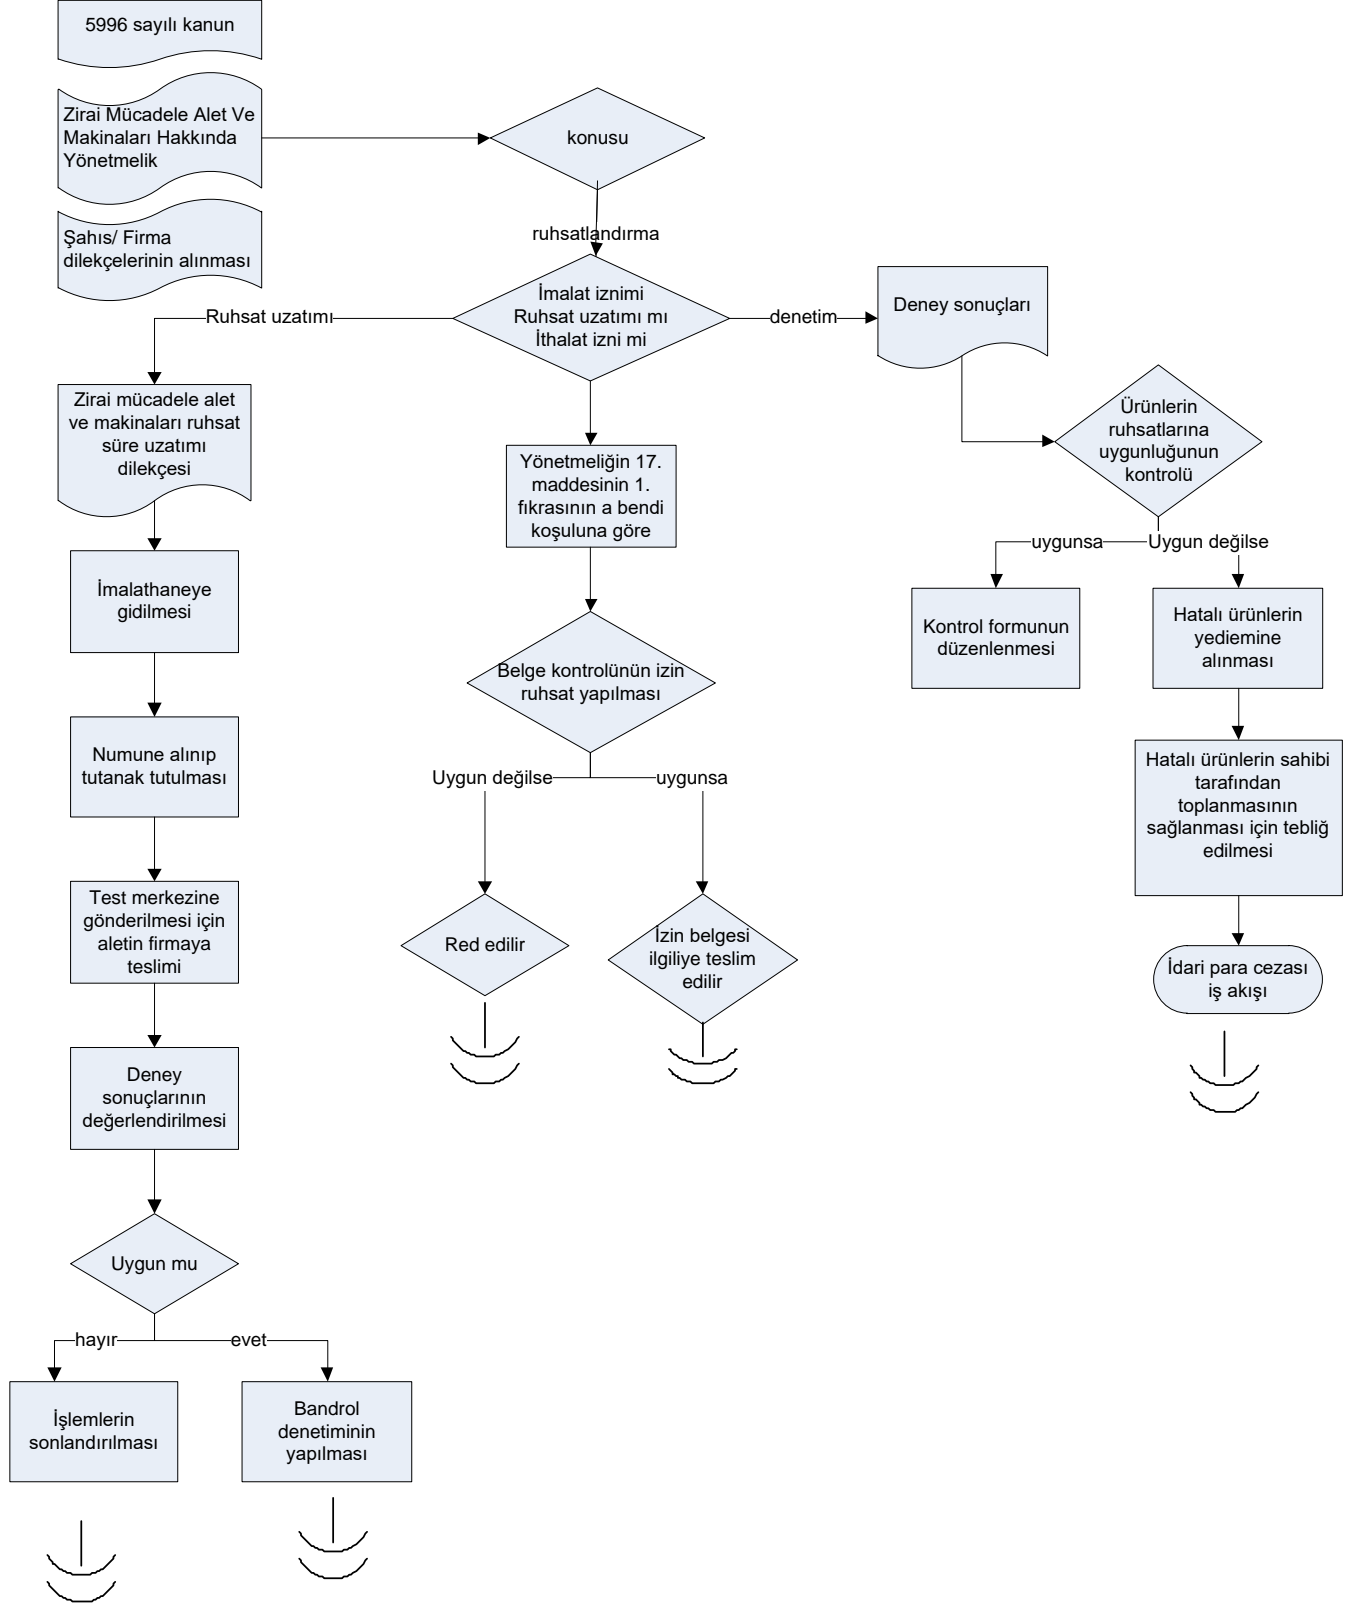 5996 sayılı kanun
Zirai Mücadele Alet Ve
Makinaları Hakkında
Yönetmelik
Şahıs/ Firma
dilekçelerinin alınması
konusu
ruhsatlandırma
İmalat iznimi
Ruhsat uzatımı mı
İthalat izni mi
Ruhsat uzatımı
denetim
Deney sonuçları
Zirai mücadele alet
ve makinaları ruhsat
süre uzatımı
dilekçesi
İmalathaneye
gidilmesi
Numune alınıp
tutanak tutulması
Test merkezine
gönderilmesi için
aletin firmaya
teslimi
Deney
sonuçlarının
değerlendirilmesi
Uygun mu
hayır
evet
İşlemlerin
sonlandırılması
Bandrol
denetiminin
yapılması
Yönetmeliğin 17.
maddesinin 1.
fıkrasının a bendi
koşuluna göre
Belge kontrolünün izin
ruhsat yapılması
Uygun değilse
uygunsa
Red edilir
İzin belgesi
ilgiliye teslim
edilir
Ürünlerin
ruhsatlarına
uygunluğunun
kontrolü
uygunsa
Uygun değilse
Kontrol formunun
düzenlenmesi
Hatalı ürünlerin
yediemine
alınması
Hatalı ürünlerin sahibi
tarafından
toplanmasının
sağlanması için tebliğ
edilmesi
İdari para cezası
iş akışı